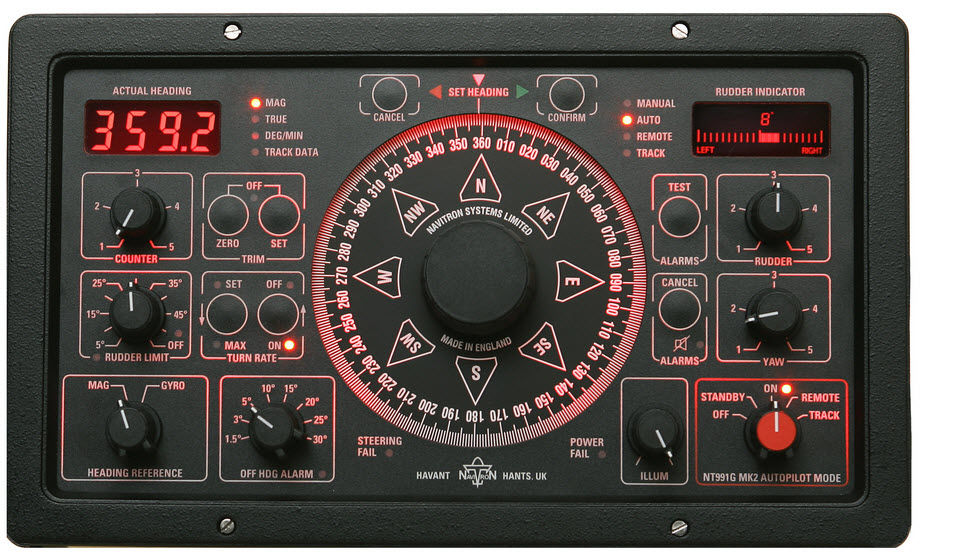 ACTUAL HEADING
359.2
MAG
TRUE
DEG/MIN
TRACK DATA
CANCEL
SET HEADING
CONFIRM
MANUAL
AUTO
REMOTE
TRACK
RUDDER INDICATOR
8°
LEFT RIGHT
1 2 3 4 5
COUNTER
OFF
ZERO SET
TRIM
5° 15° 25° 35° 45° OFF
RUDDER LIMIT
SET OFF
MAX ON
TURN RATE
MAG GYRO
HEADING REFERENCE
1.5° 3° 5° 10° 15° 20° 25° 30°
OFF HDG ALARM
360 010 020 030 040 050 060 070 080 090 100 110 120 130 140 150 160 170 180 190 200 210 220 230 240 250 260 270 280 290 300 310 320 330 340 350
N NE E SE S SW W NW
NAVITRON SYSTEMS LIMITED
MADE IN ENGLAND
TEST
ALARMS
1 2 3 4 5
RUDDER
CANCEL
ALARMS
1 2 3 4 5
YAW
STEERING
FAIL
POWER
FAIL
HAVANT NAVITRON HANTS. UK
ILLUM
OFF STANDBY ON REMOTE TRACK
NT991G MK2 AUTOPILOT MODE